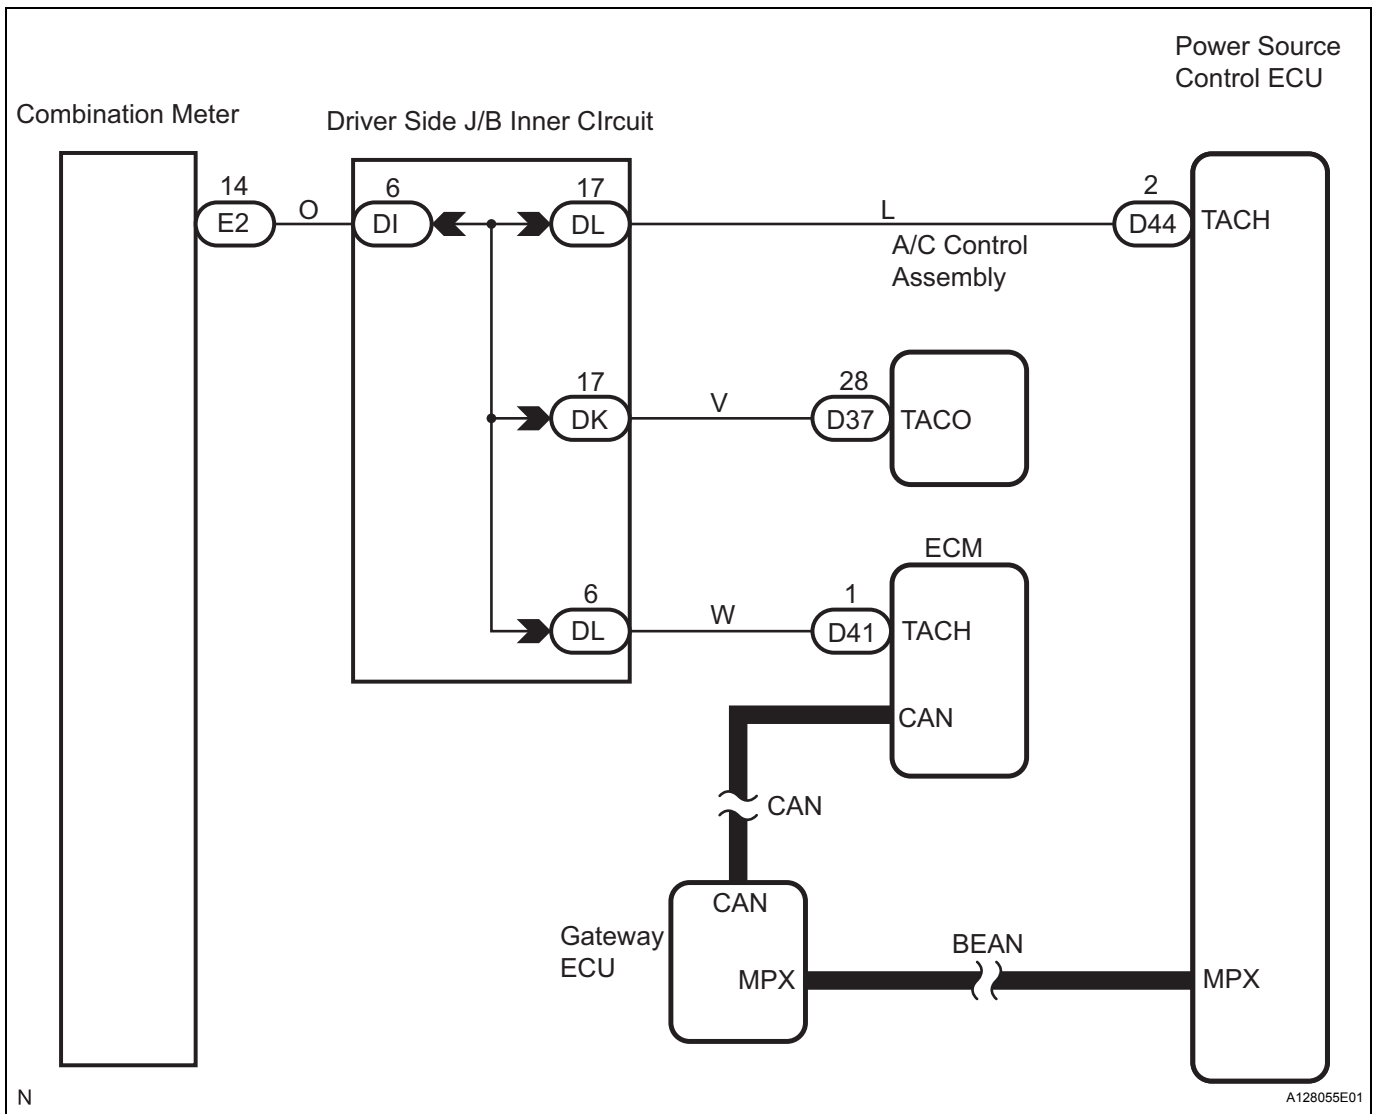 Power Source
Control ECU
Combination Meter
Driver Side J/B Inner CIrcuit
14
E2
O
6
DI
17
DL
L
2
D44
TACH
A/C Control
Assembly
17
DK
V
28
D37
TACO
ECM
6
DL
W
1
D41
TACH
CAN
CAN
CAN
Gateway
ECU
MPX
BEAN
MPX
N
A128055E01